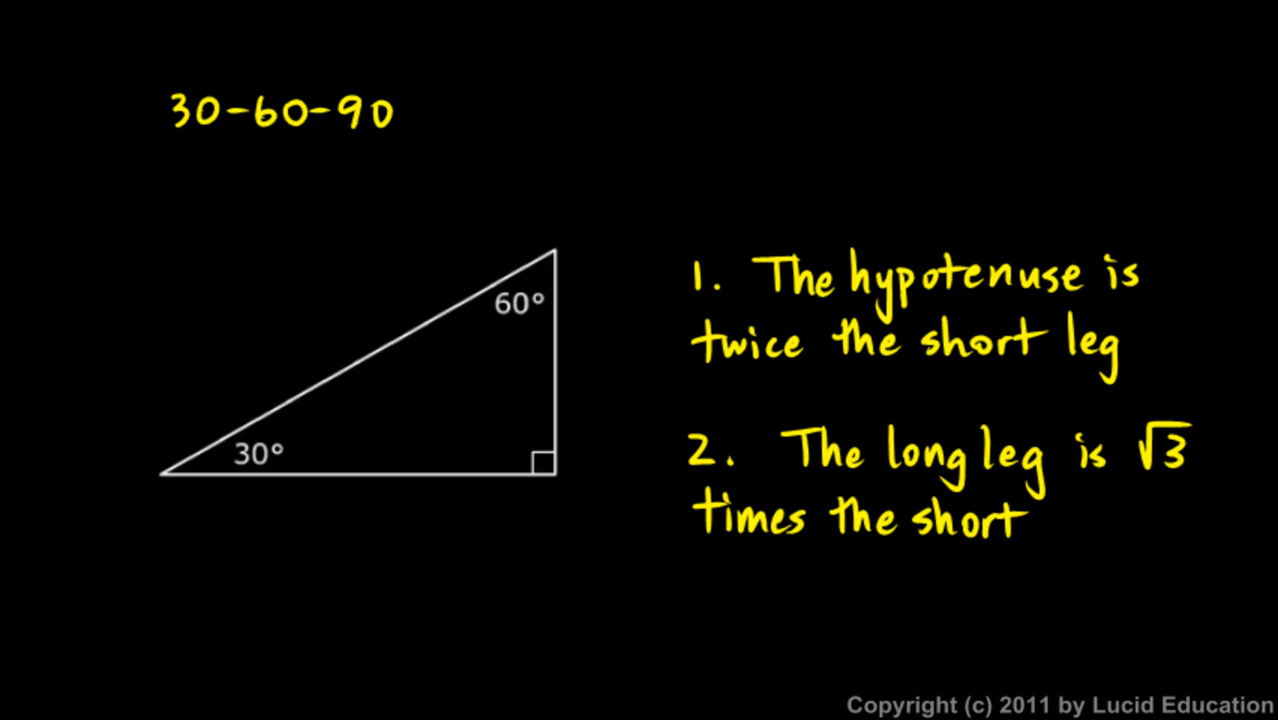 30-60-90
60°
30°
1. The hypotenuse is
twice the short leg
2. The long leg is √3
times the short
Copyright (c) 2011 by Lucid Education